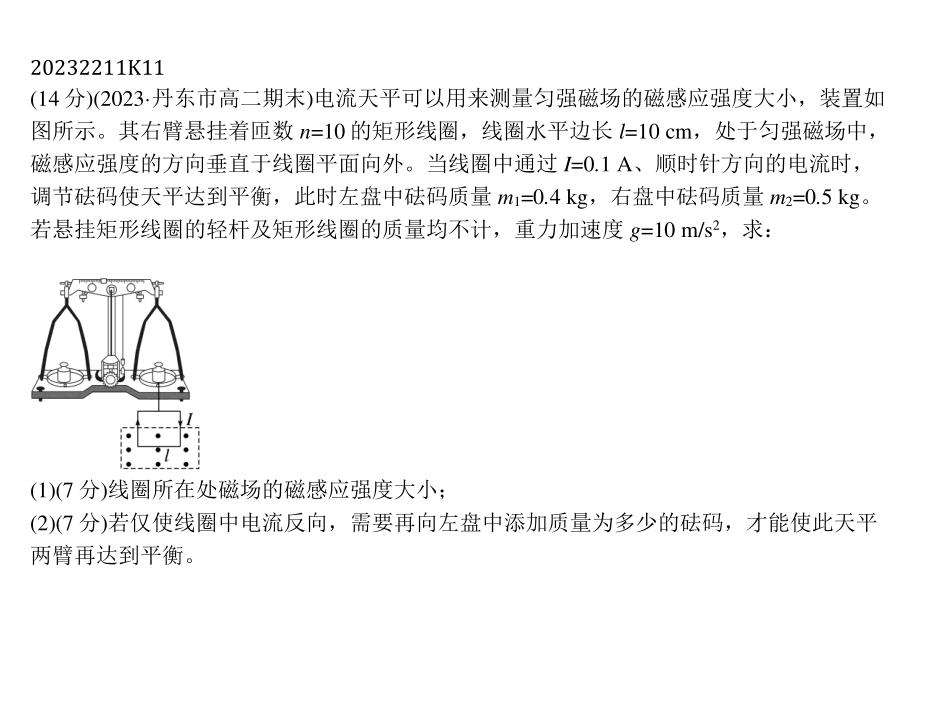 20232211K11
(14 分)(2023·丹东市高二期末)电流天平可以用来测量匀强磁场的磁感应强度大小，装置如
图所示。其右臂悬挂着匝数 n=10 的矩形线圈，线圈水平边长 l=10 cm，处于匀强磁场中，
磁感应强度的方向垂直于线圈平面向外。当线圈中通过 I=0.1 A、顺时针方向的电流时，
调节砝码使天平达到平衡，此时左盘中砝码质量 m₁=0.4 kg，右盘中砝码质量 m₂=0.5 kg。
若悬挂矩形线圈的轻杆及矩形线圈的质量均不计，重力加速度 g=10 m/s²，求：
I
l
(1)(7 分)线圈所在处磁场的磁感应强度大小；
(2)(7 分)若仅使线圈中电流反向，需要再向左盘中添加质量为多少的砝码，才能使此天平
两臂再达到平衡。